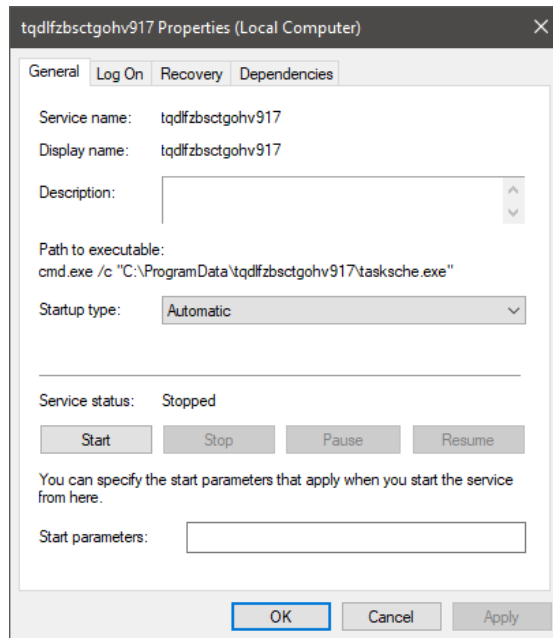 tqdlfzbsctgohv917 Properties (Local Computer)
General Log On Recovery Dependencies
Service name: tqdlfzbsctgohv917
Display name: tqdlfzbsctgohv917
Description:
Path to executable:
cmd.exe /c "C:\ProgramData\tqdlfzbsctgohv917\tasksche.exe"
Startup type: Automatic
Service status: Stopped
Start Stop Pause Resume
You can specify the start parameters that apply when you start the service
from here.
Start parameters:
OK Cancel Apply